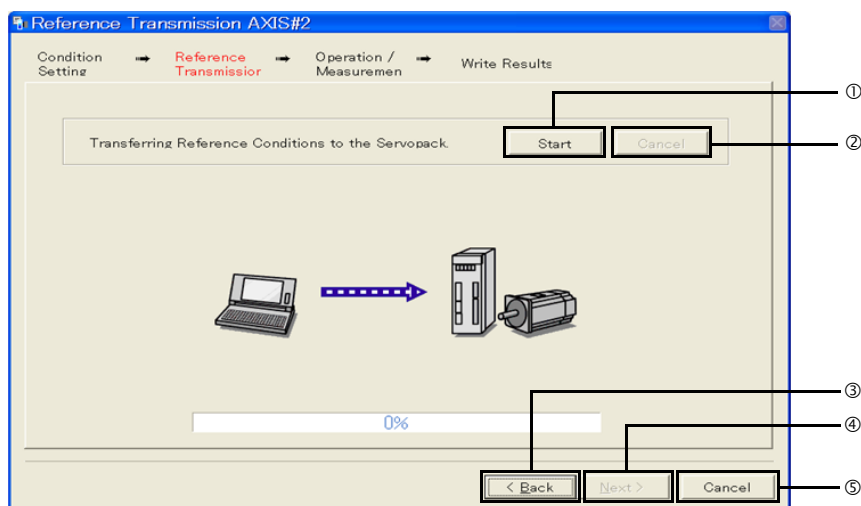 Reference Transmission AXIS#2
Condition Setting ➞ Reference Transmissior ➞ Operation / Measuremen ➞ Write Results
①
Transferring Reference Conditions to the Servopack. Start Cancel
②
0%
③
④
< Back Next > Cancel
⑤